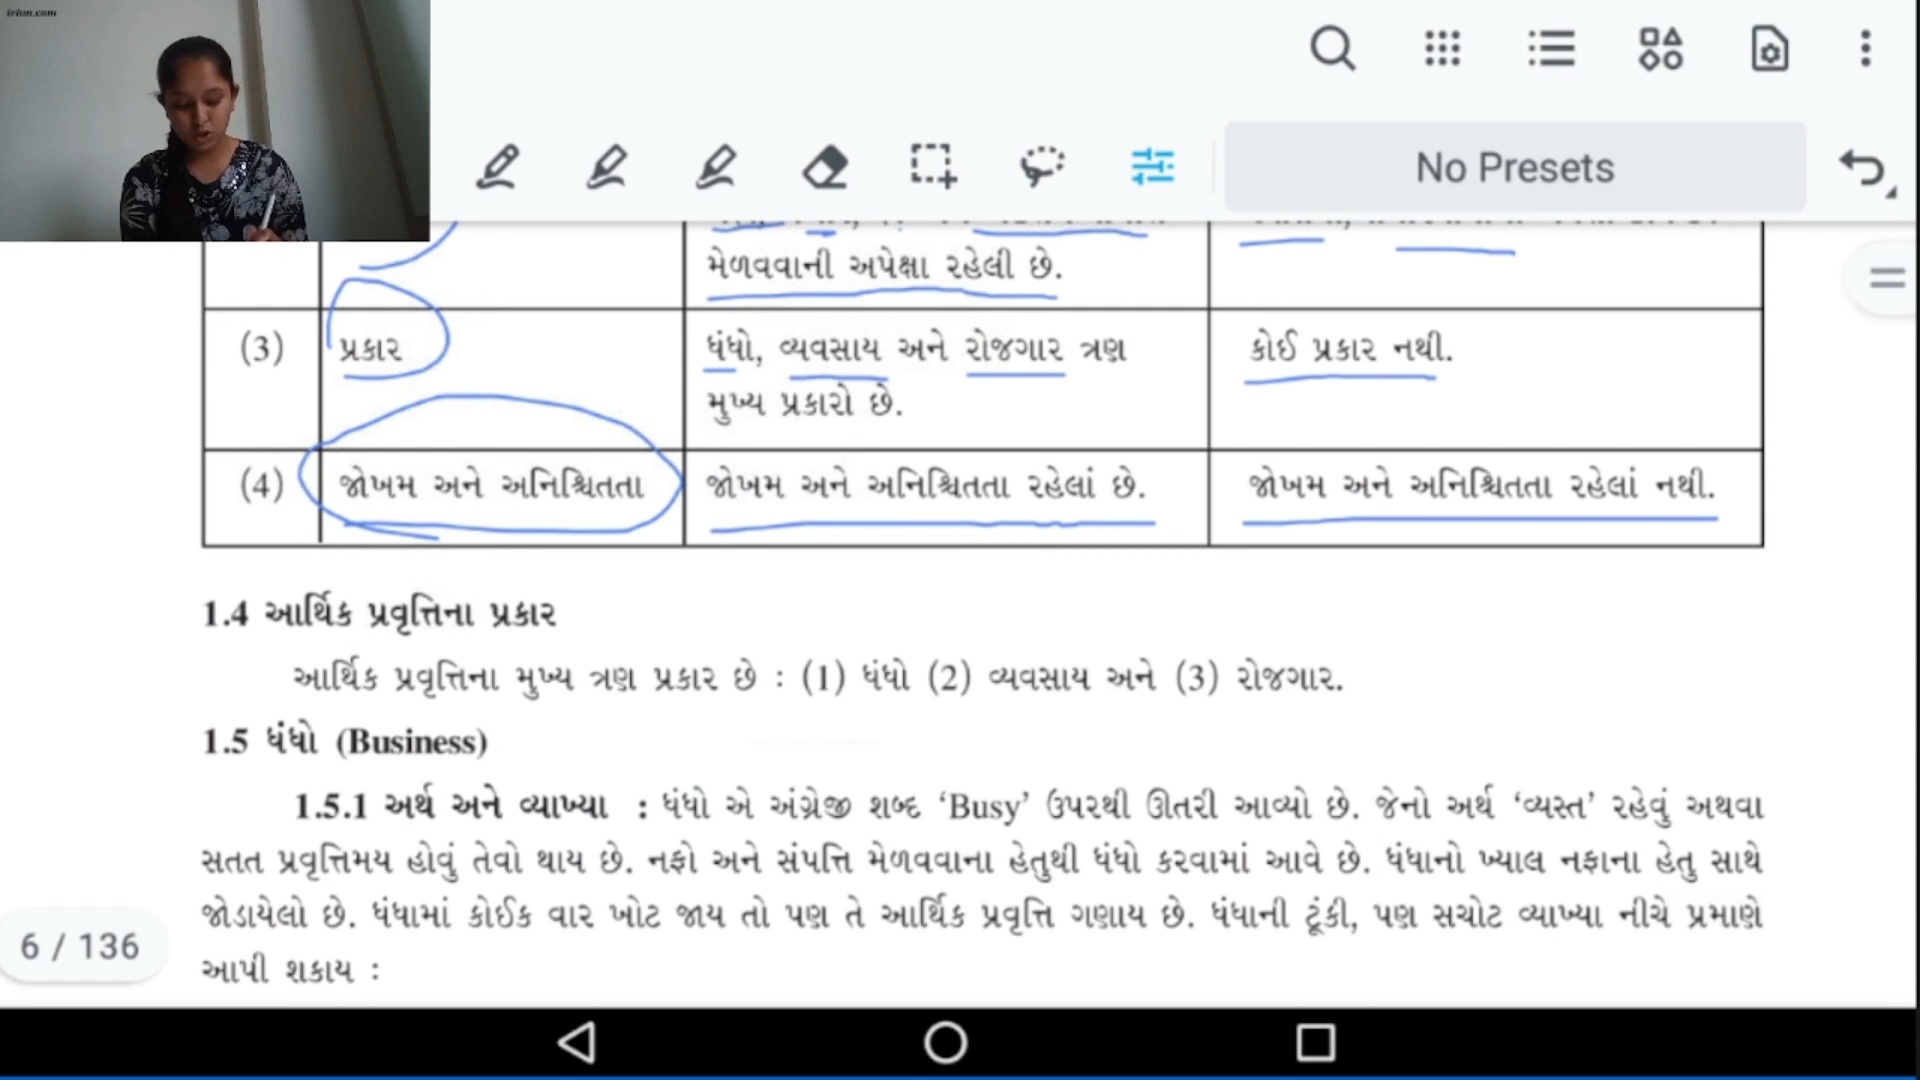 iriun.com
No Presets
મેળવવાની અપેક્ષા રહેલી છે.
(3) પ્રકાર ધંધો, વ્યવસાય અને રોજગાર ત્રણ કોઈ પ્રકાર નથી.
મુખ્ય પ્રકારો છે.
(4) જોખમ અને અનિશ્ચિતતા જોખમ અને અનિશ્ચિતતા રહેલાં છે. જોખમ અને અનિશ્ચિતતા રહેલાં નથી.
1.4 આર્થિક પ્રવૃત્તિના પ્રકાર
આર્થિક પ્રવૃત્તિના મુખ્ય ત્રણ પ્રકાર છે : (1) ધંધો (2) વ્યવસાય અને (3) રોજગાર.
1.5 ધંધો (Business)
1.5.1 અર્થ અને વ્યાખ્યા : ધંધો એ અંગ્રેજી શબ્દ ‘Busy’ ઉપરથી ઊતરી આવ્યો છે. જેનો અર્થ ‘વ્યસ્ત’ રહેવું અથવા
સતત પ્રવૃત્તિમય હોવું તેવો થાય છે. નફો અને સંપત્તિ મેળવવાના હેતુથી ધંધો કરવામાં આવે છે. ધંધાનો ખ્યાલ નફાના હેતુ સાથે
જોડાયેલો છે. ધંધામાં કોઈક વાર ખોટ જાય તો પણ તે આર્થિક પ્રવૃત્તિ ગણાય છે. ધંધાની ટૂંકી, પણ સચોટ વ્યાખ્યા નીચે પ્રમાણે
આપી શકાય :
6 / 136